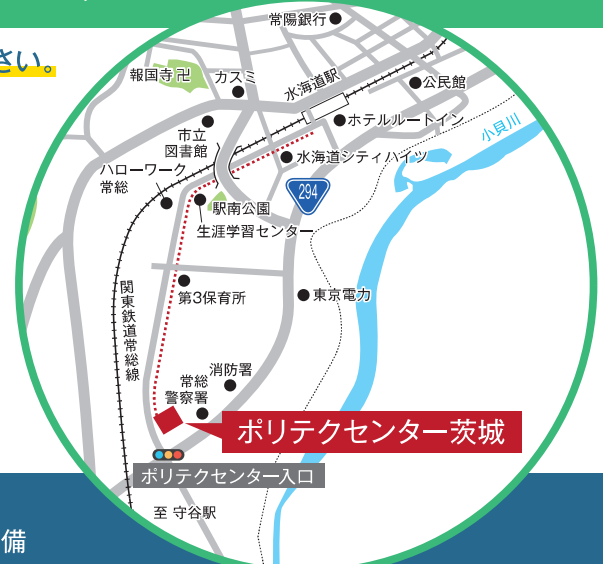 常陽銀行
さい。
報国寺卍
カスミ
水海道駅
公民館
ホテルルートイン
小見川
市立
図書館
水海道シティハイツ
ハローワーク
常総
294
駅南公園
生涯学習センター
関東鉄道常総線
第3保育所
東京電力
消防署
常総
警察署
ポリテクセンター茨城
ポリテクセンター入口
至 守谷駅
備